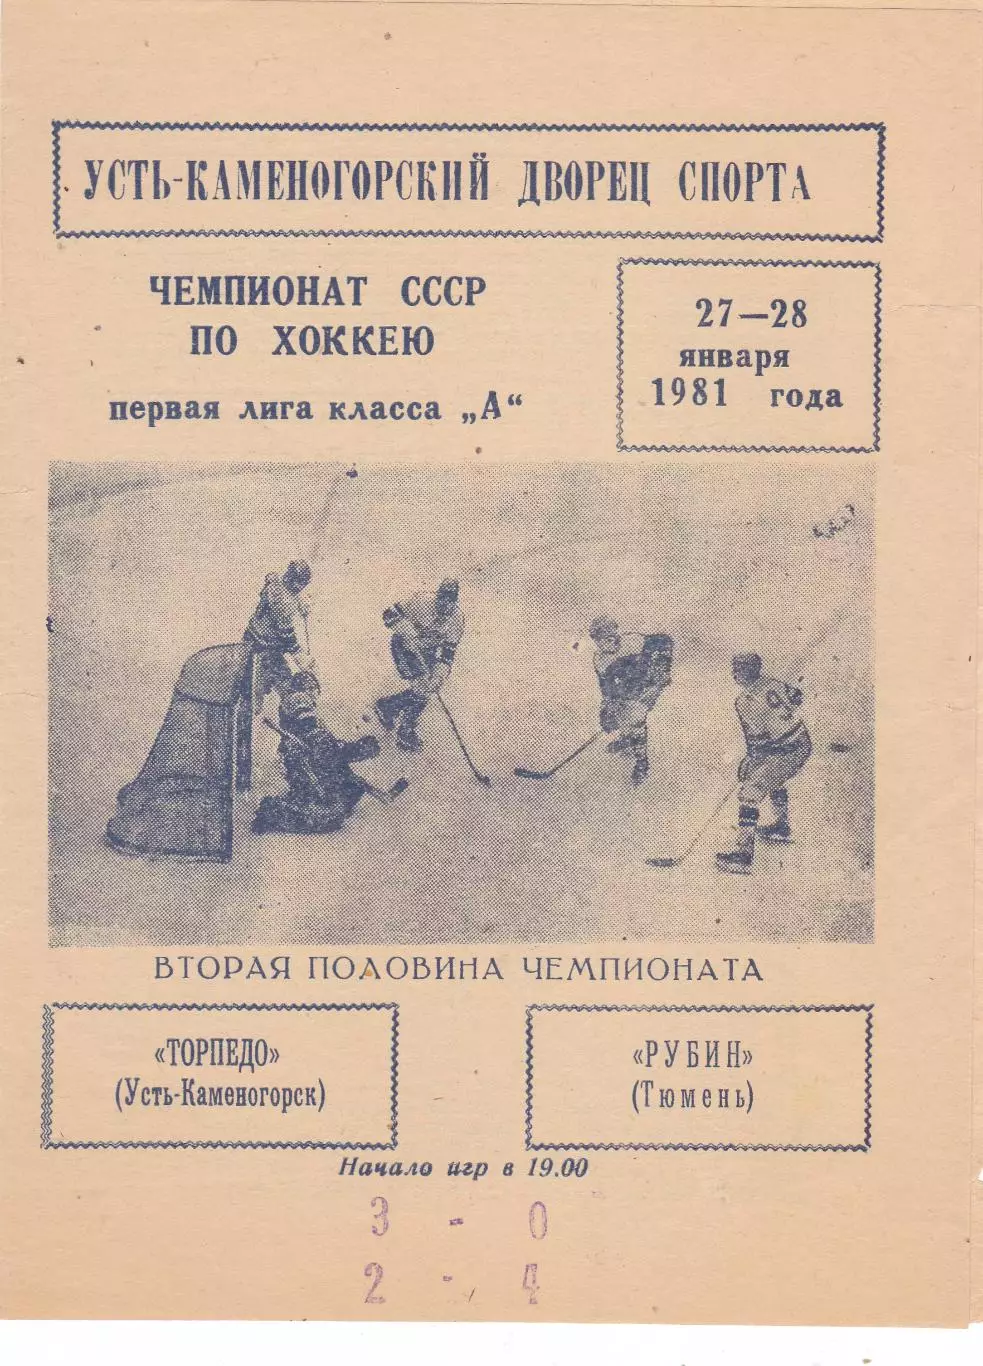 УСТЬ-КАМЕНОГОРСКИЙ ДВОРЕЦ СПОРТА
ЧЕМПИОНАТ СССР
ПО ХОККЕЮ
первая лига класса „А“
27—28
января
1981 года
ВТОРАЯ ПОЛОВИНА ЧЕМПИОНАТА
«ТОРПЕДО»
(Усть-Каменогорск)
«РУБИН»
(Тюмень)
Начало игр в 19.00
3 - 0
2 - 4